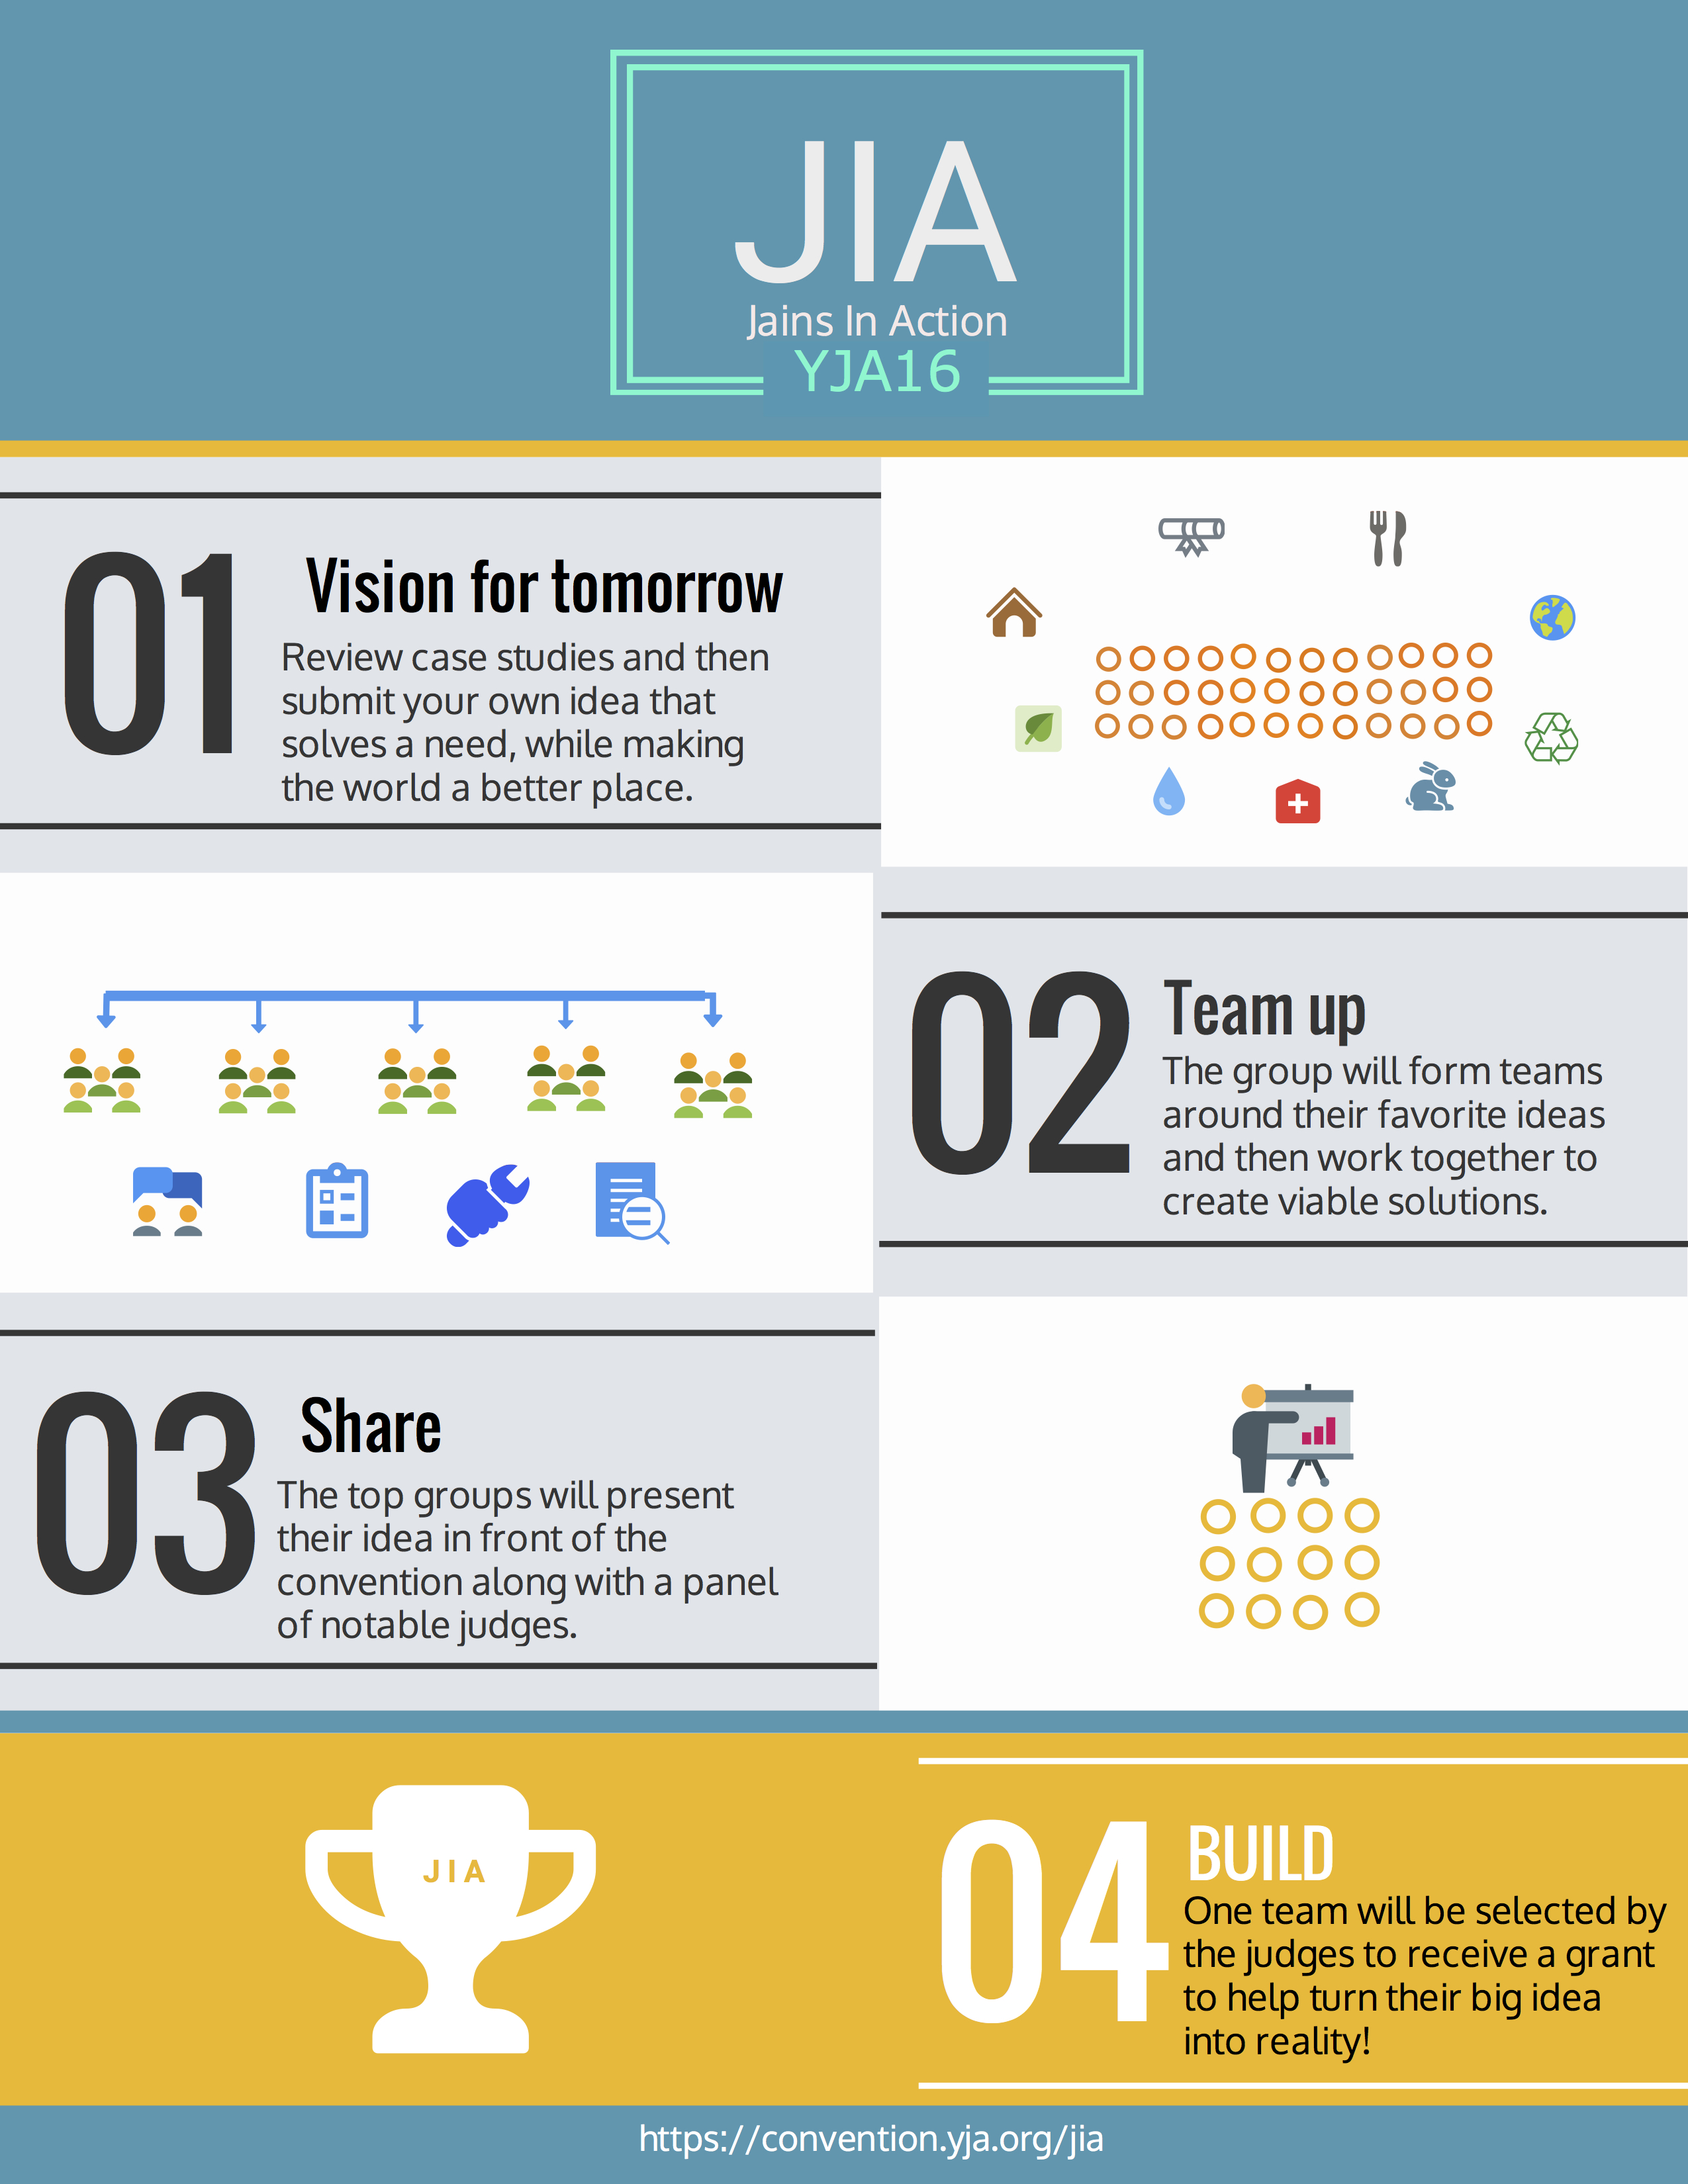 JIA
Jains In Action
YJA16
01
Vision for tomorrow
Review case studies and then
submit your own idea that
solves a need, while making
the world a better place.
02
Team up
The group will form teams
around their favorite ideas
and then work together to
create viable solutions.
03
Share
The top groups will present
their idea in front of the
convention along with a panel
of notable judges.
JIA
04
BUILD
One team will be selected by
the judges to receive a grant
to help turn their big idea
into reality!
https://convention.yja.org/jia